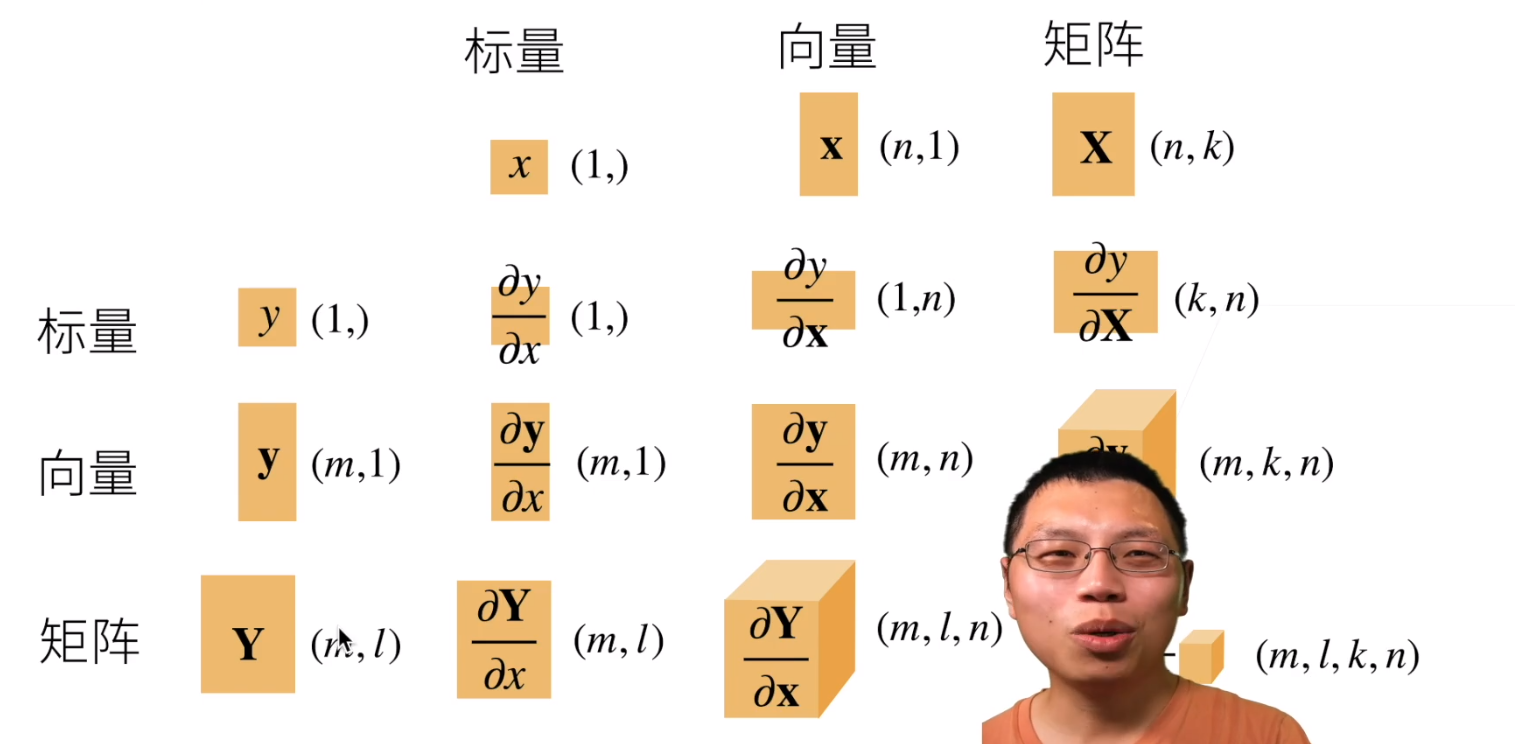 标量 向量 矩阵
x (1,) x (n,1) X (n, k)
标量 y (1,) ∂y/∂x (1,) ∂y/∂x (1,n) ∂y/∂X (k, n)
向量 y (m,1) ∂y/∂x (m,1) ∂y/∂x (m, n) (m, k, n)
矩阵 Y (m, l) ∂Y/∂x (m, l) ∂Y/∂x (m, l, n) (m, l, k, n)